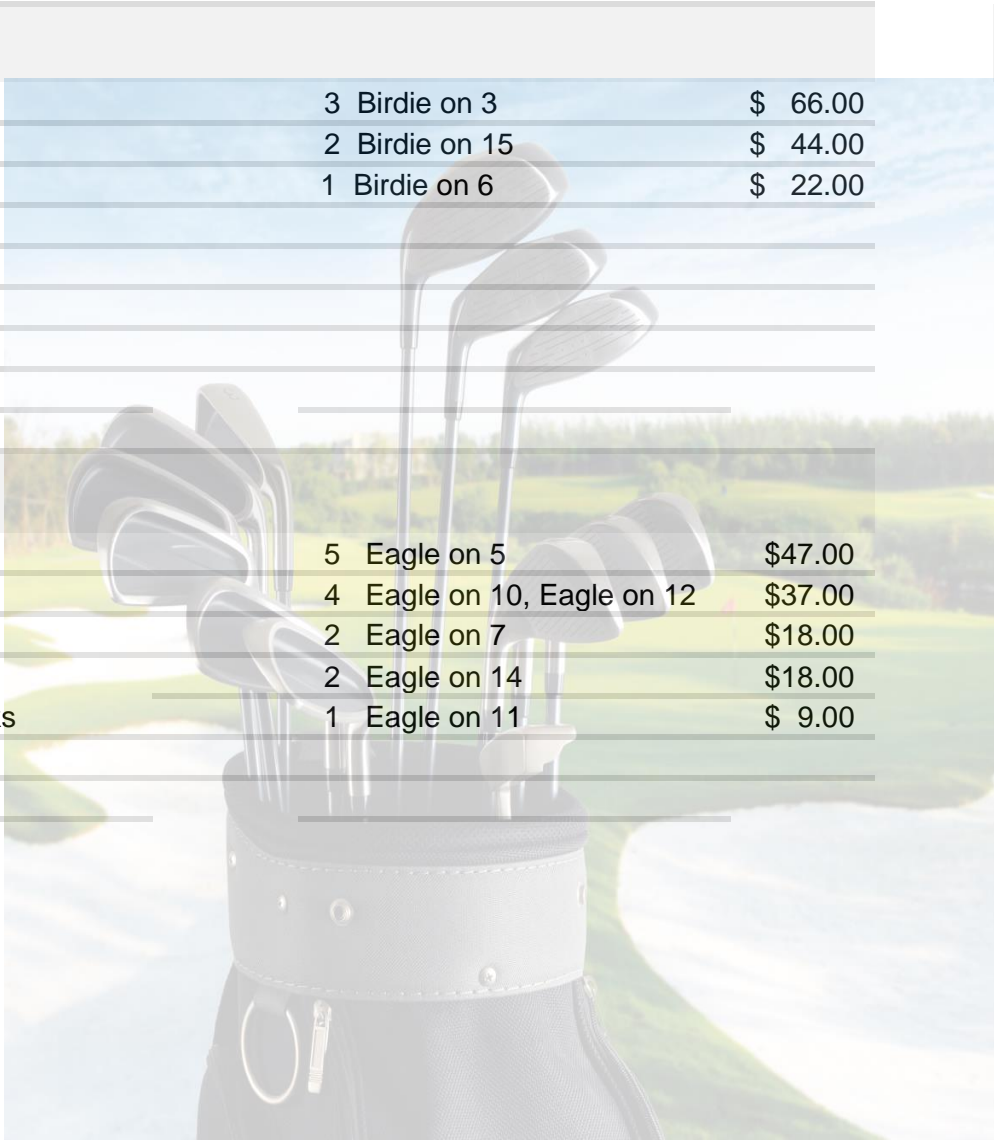 3 Birdie on 3 $ 66.00
2 Birdie on 15 $ 44.00
1 Birdie on 6 $ 22.00
5 Eagle on 5 $47.00
4 Eagle on 10, Eagle on 12 $37.00
2 Eagle on 7 $18.00
2 Eagle on 14 $18.00
1 Eagle on 11 $ 9.00